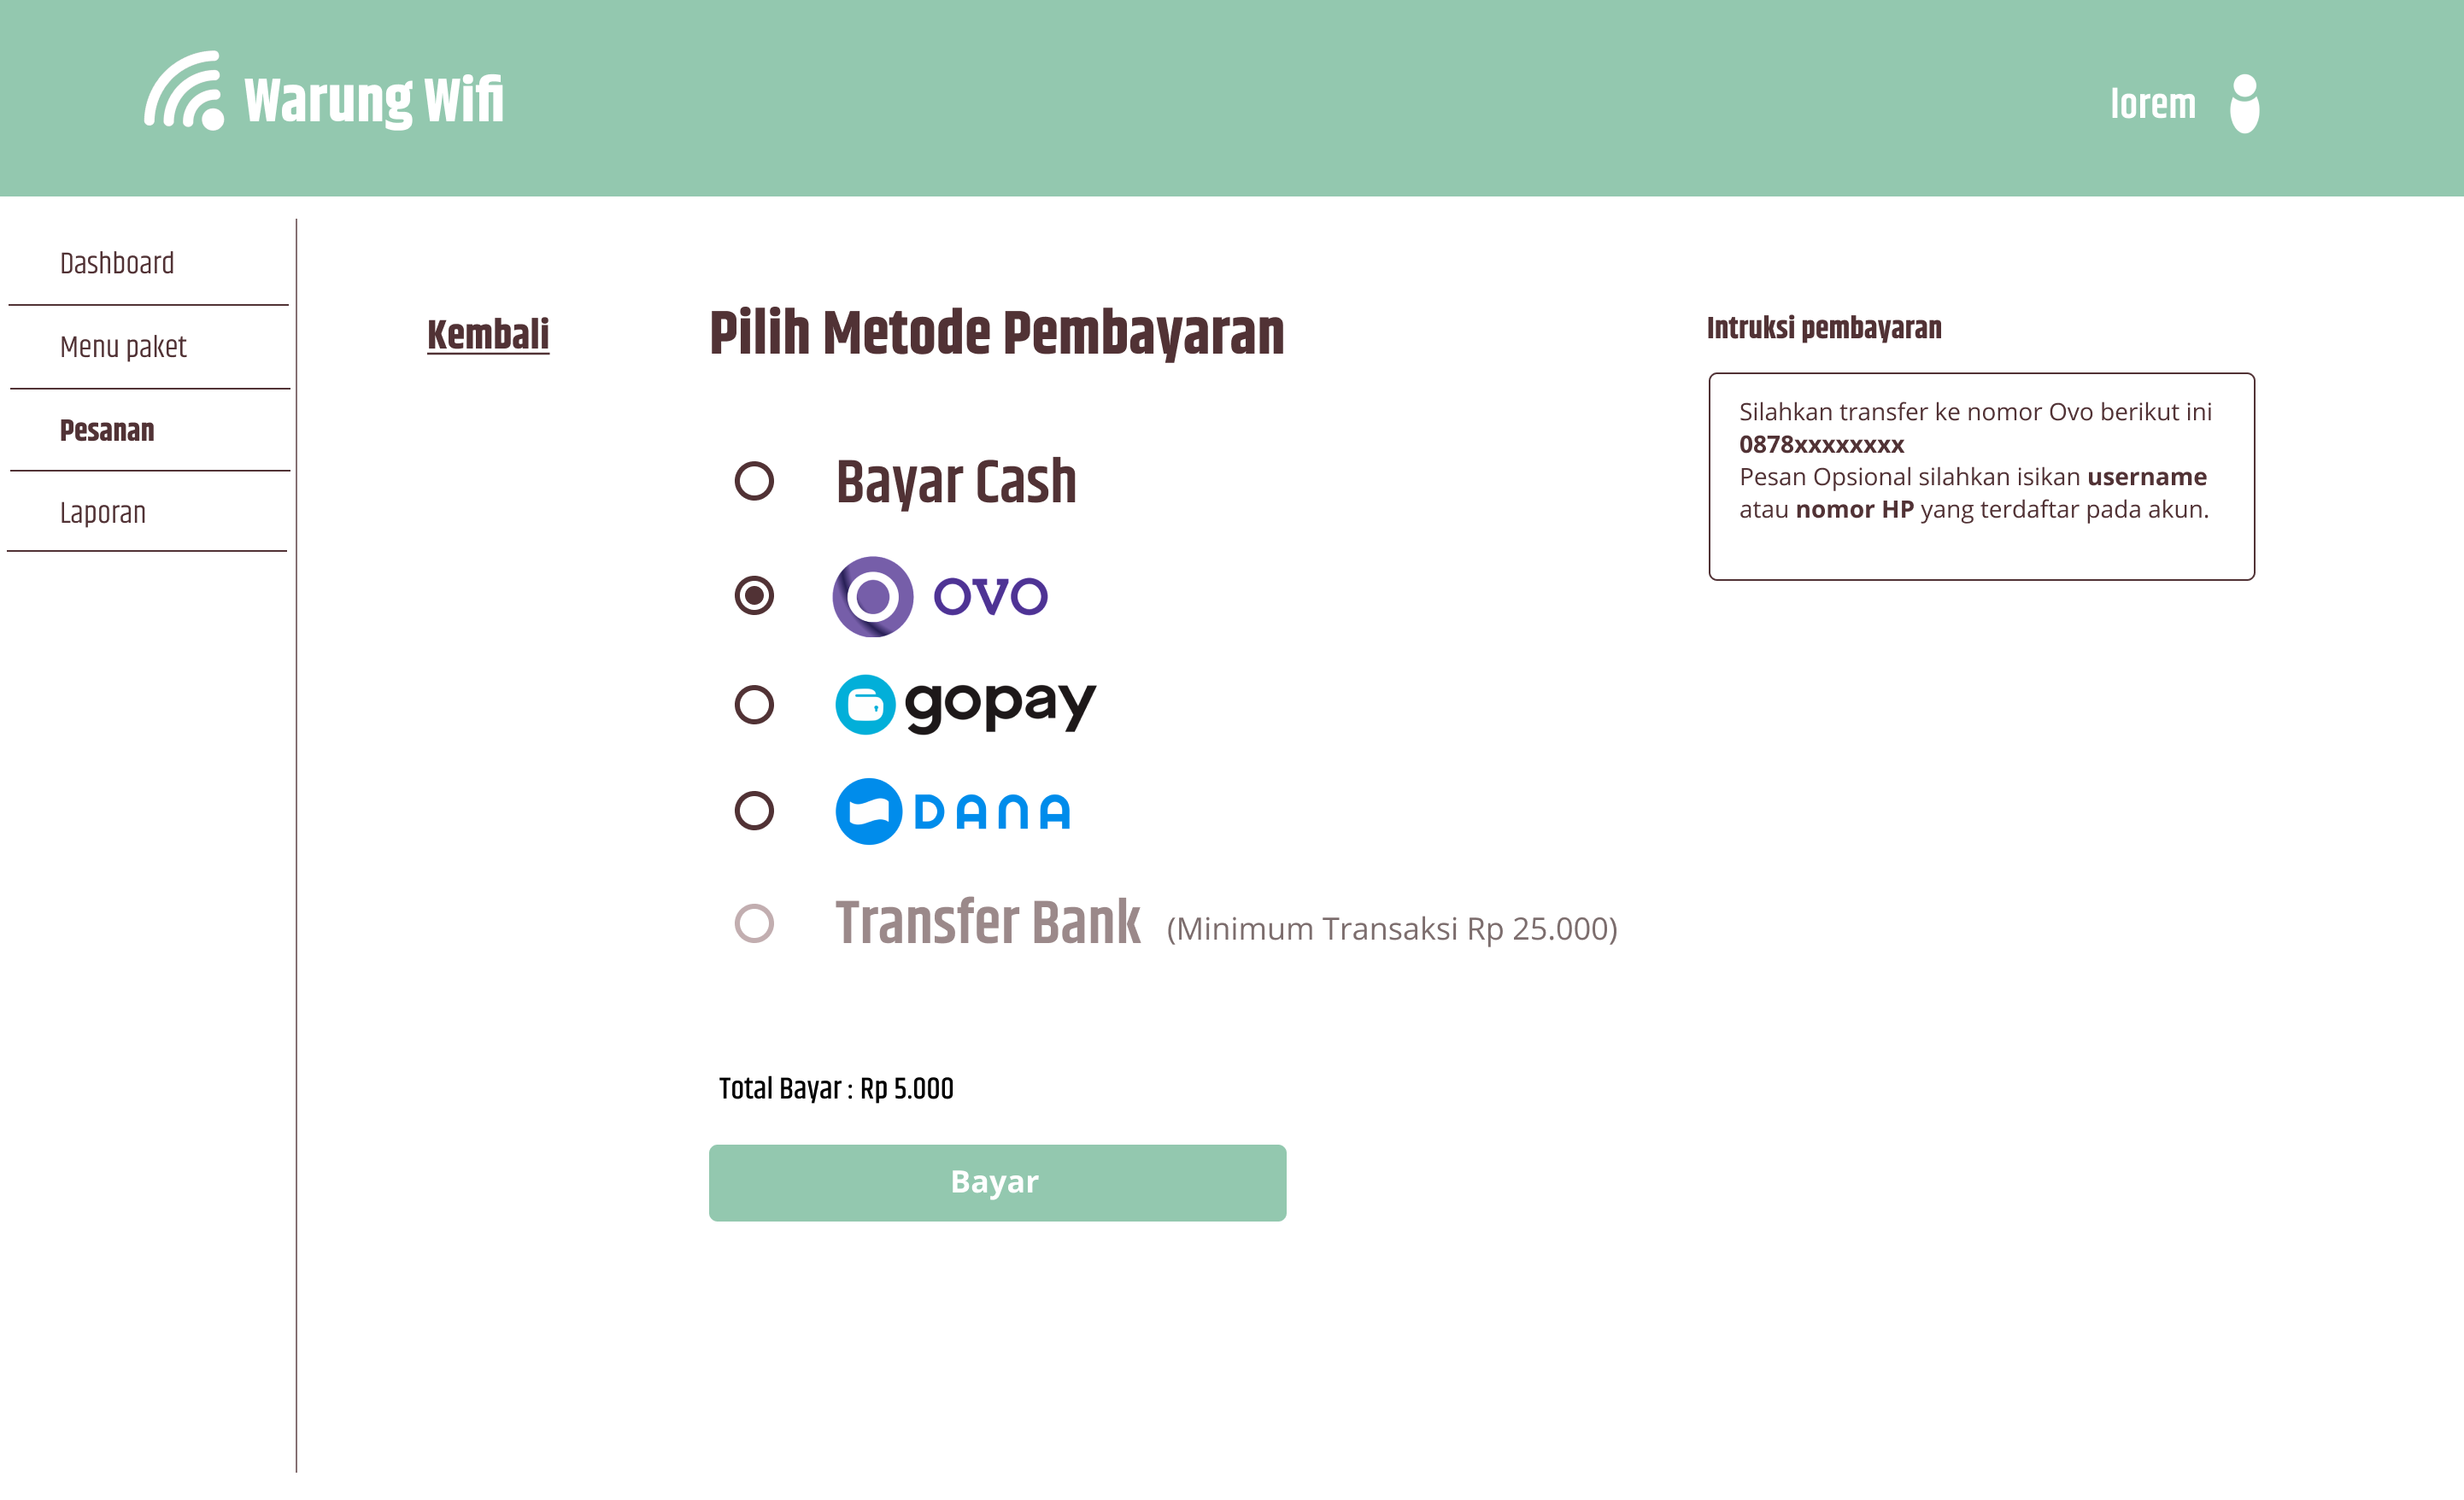 Warung Wifi
lorem
Dashboard
Menu paket
Pesanan
Laporan
Kembali
Pilih Metode Pembayaran
Bayar Cash
OVO
gopay
DANA
Transfer Bank (Minimum Transaksi Rp 25.000)
Total Bayar : Rp 5.000
Bayar
Intruksi pembayaran
Silahkan transfer ke nomor Ovo berikut ini
0878xxxxxxxx
Pesan Opsional silahkan isikan username
atau nomor HP yang terdaftar pada akun.